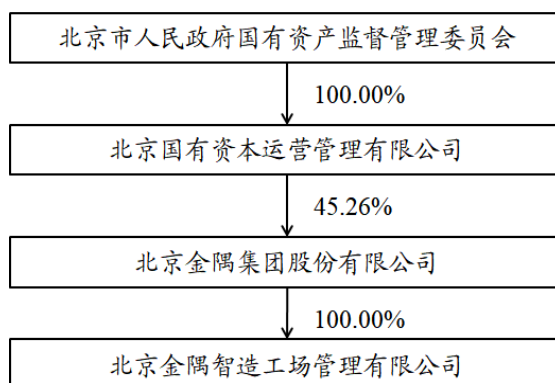 北京市人民政府国有资产监督管理委员会
100.00%
北京国有资本运营管理有限公司
45.26%
北京金隅集团股份有限公司
100.00%
北京金隅智造工场管理有限公司